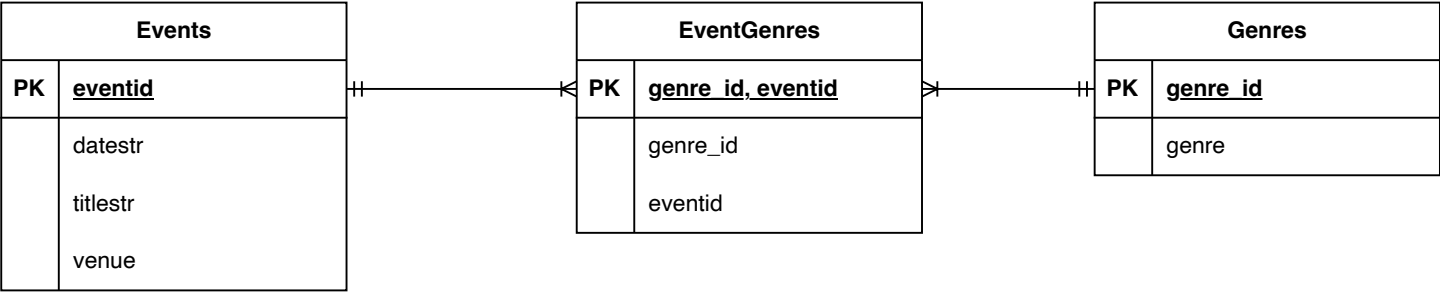 Events
PK eventid
datestr
titlestr
venue
EventGenres
PK genre_id, eventid
genre_id
eventid
Genres
PK genre_id
genre